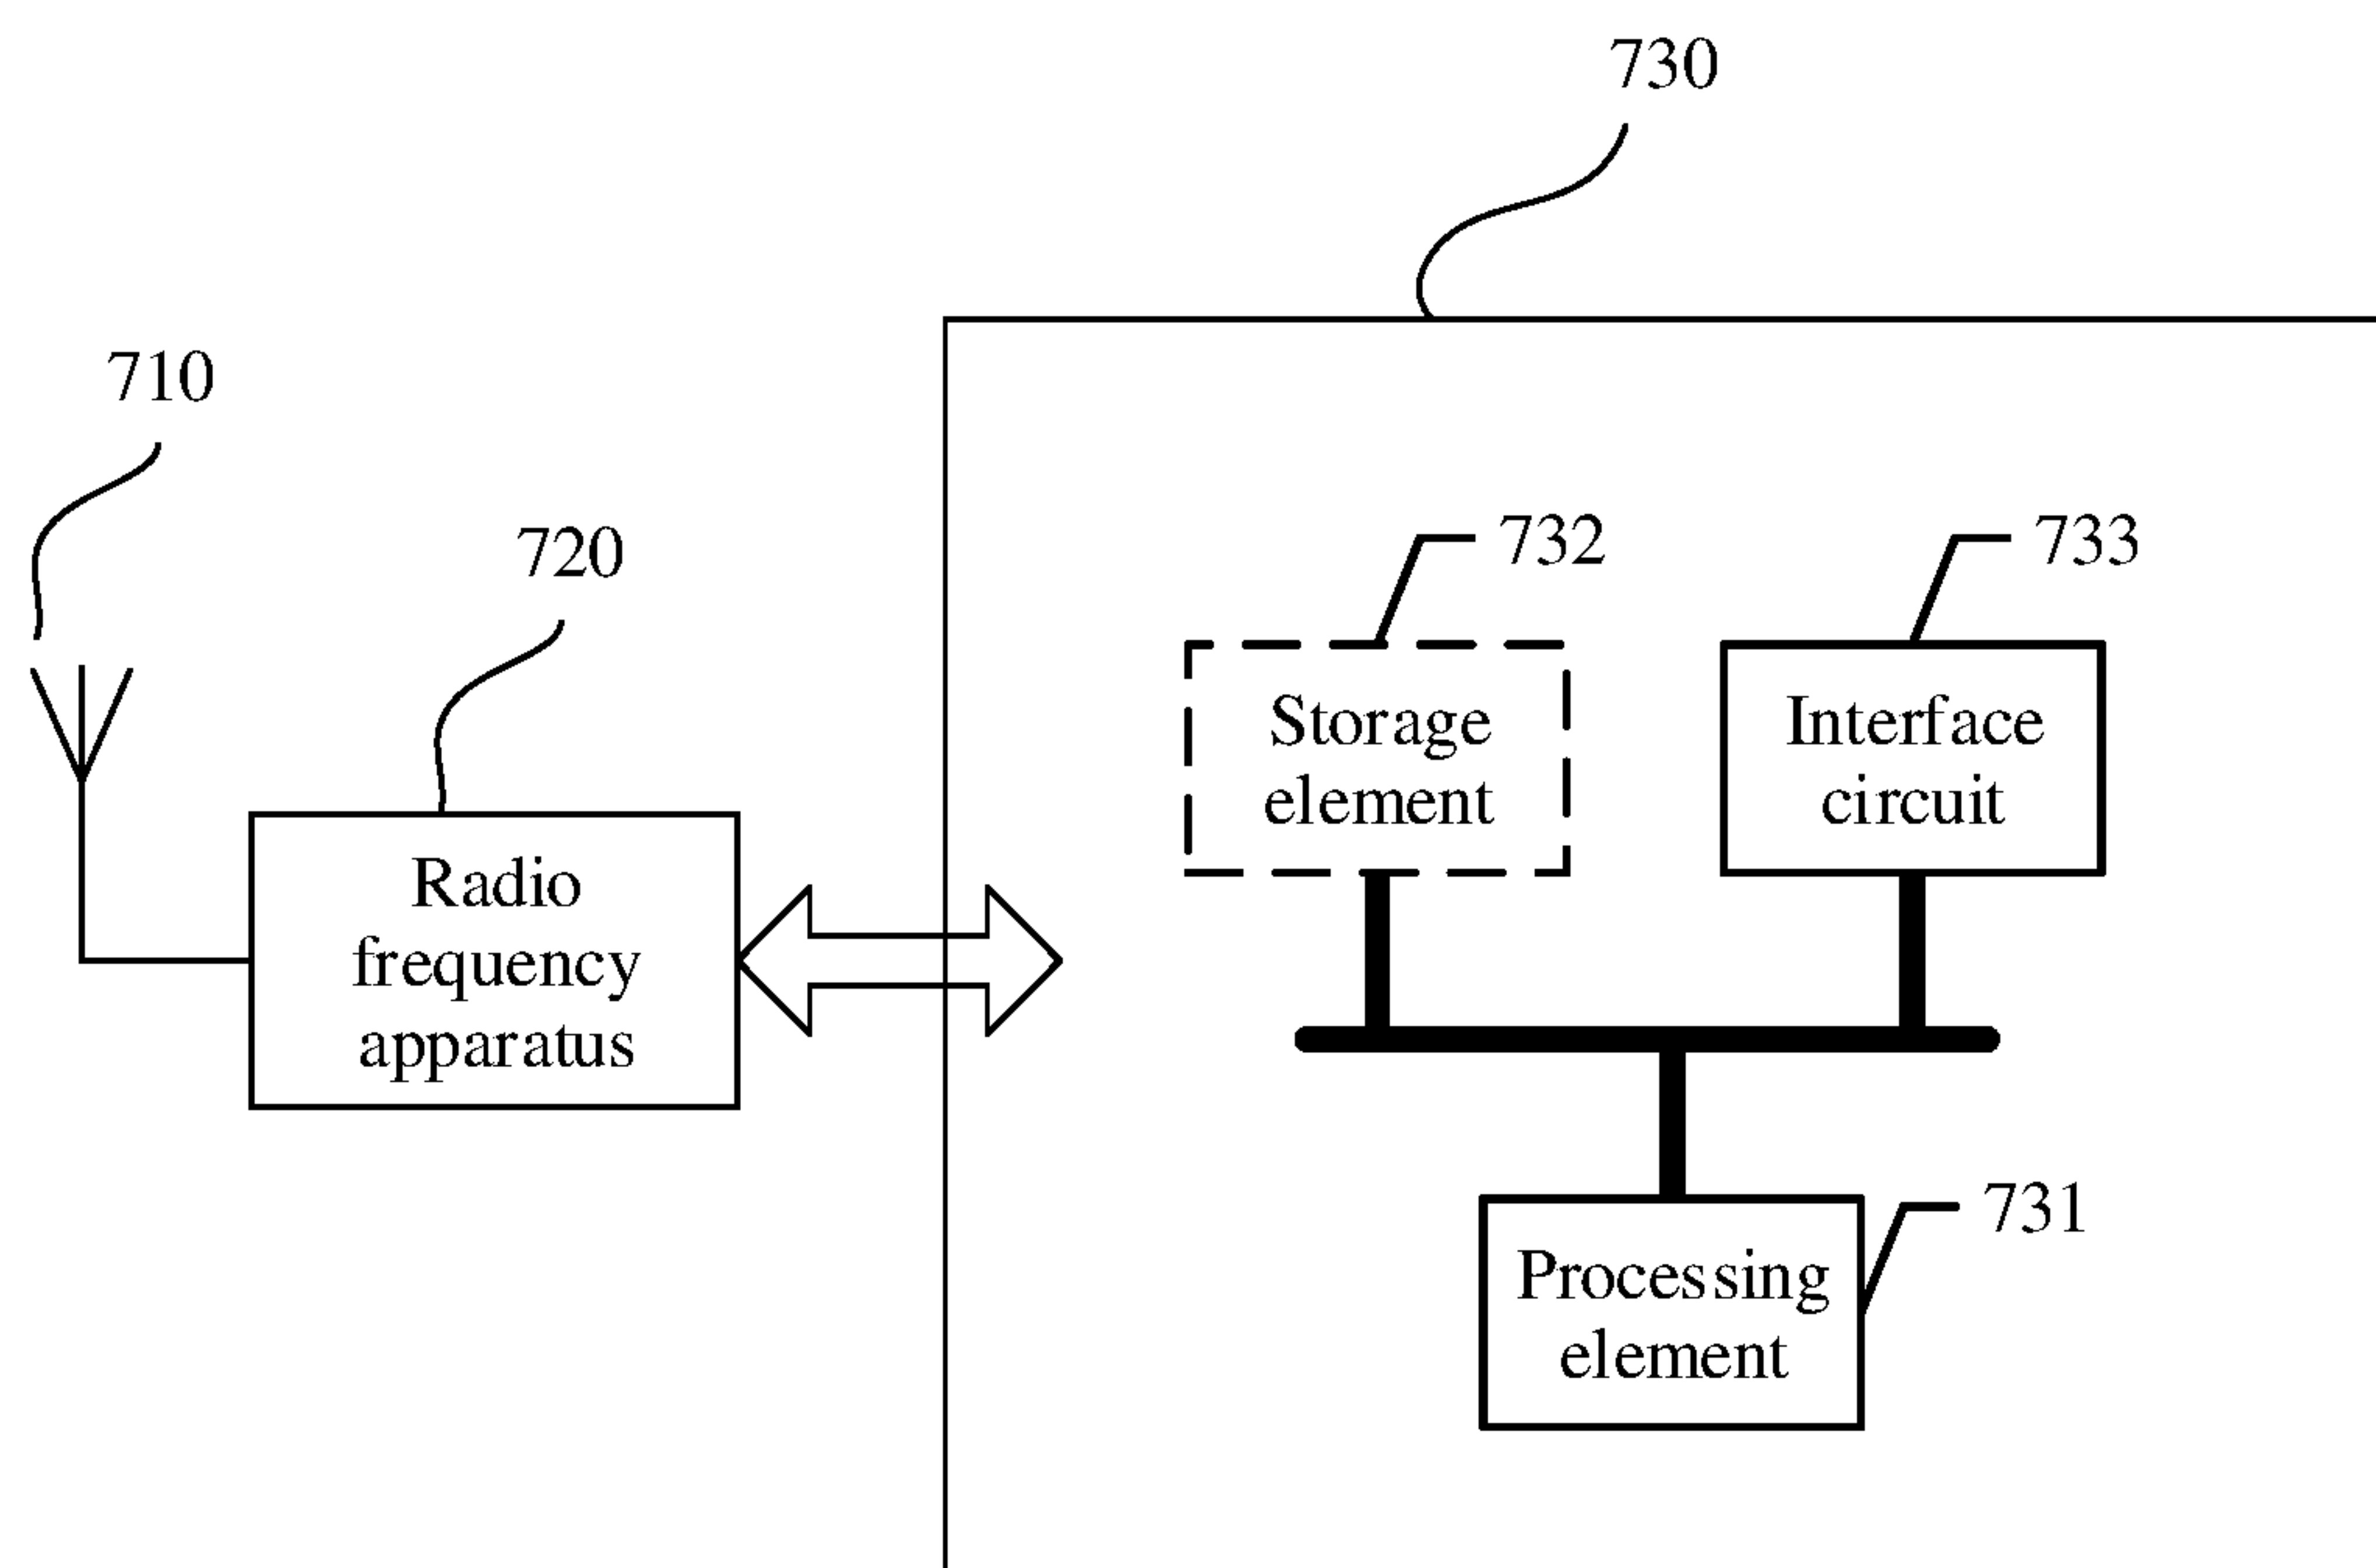 730
710
720
732
733
Storage
element
Interface
circuit
Radio
frequency
apparatus
731
Processing
element